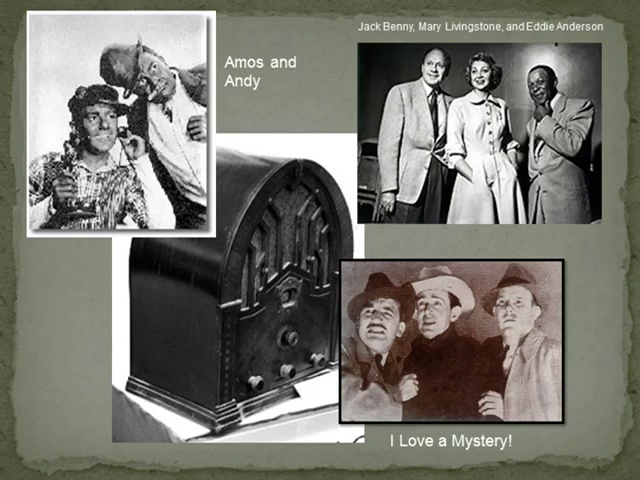 Jack Benny, Mary Livingstone, and Eddie Anderson
Amos and
Andy
I Love a Mystery!